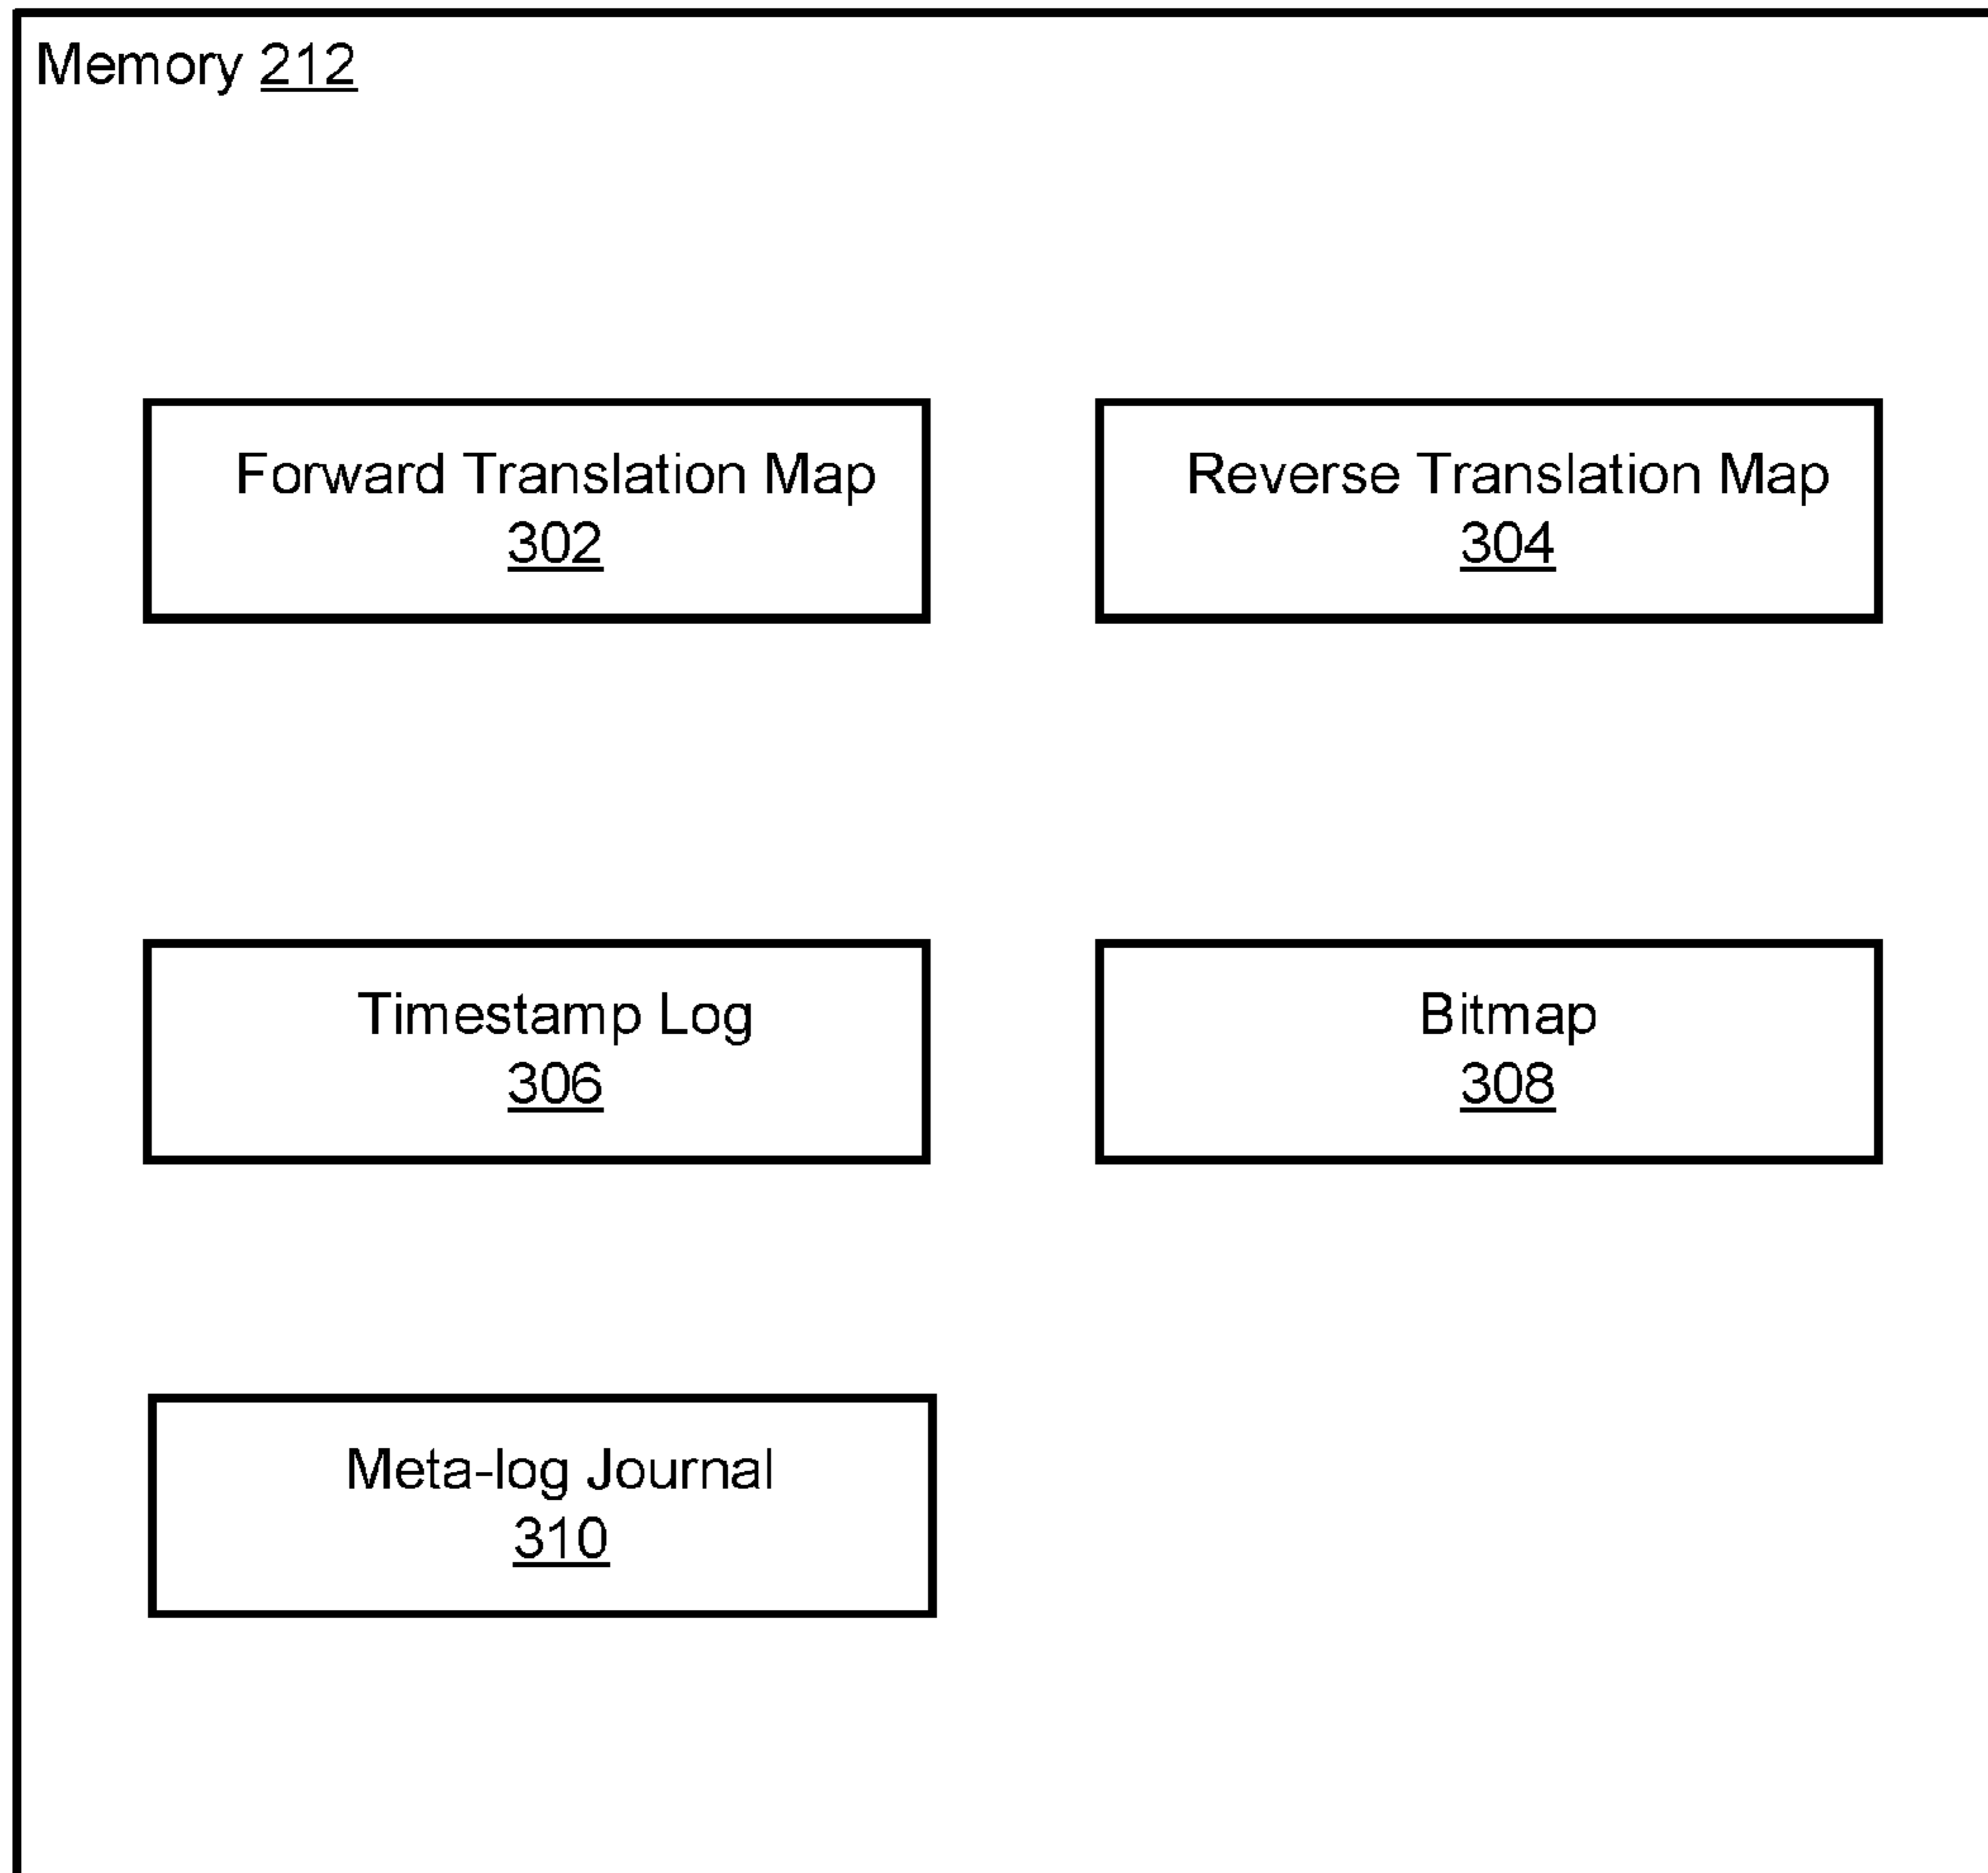 Memory 212
Forward Translation Map
302
Reverse Translation Map
304
Timestamp Log
306
Bitmap
308
Meta-log Journal
310